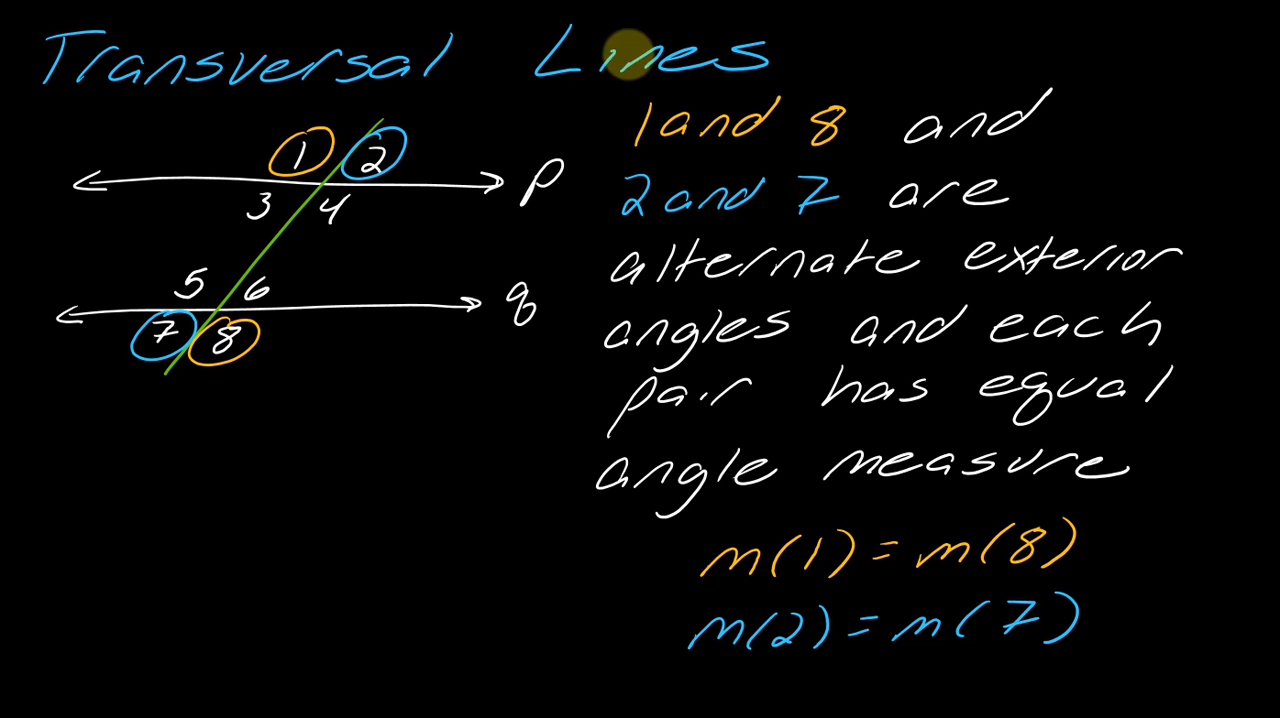 Transversal Lines
1 2 p
3 4
5 6 q
7 8
1 and 8 and
2 and 7 are
alternate exterior
angles and each
pair has equal
angle measure
m(1) = m(8)
m(2) = m(7)